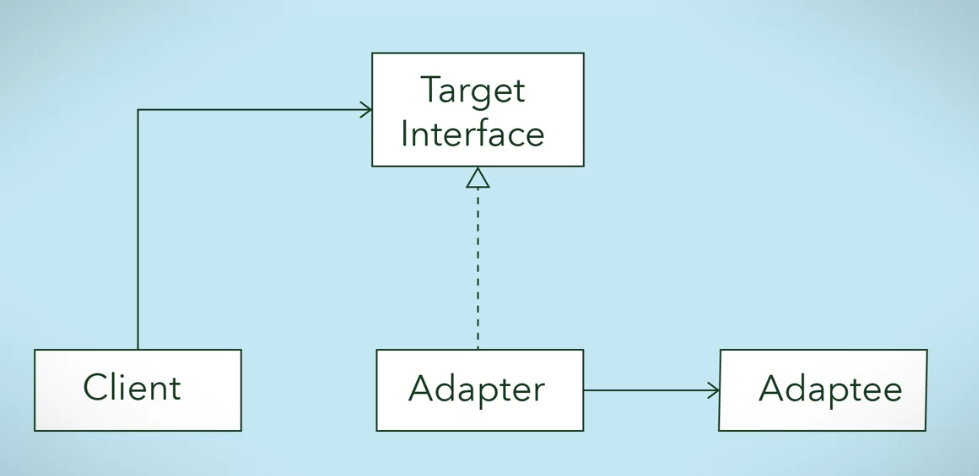 Target
Interface
Client
Adapter
Adaptee